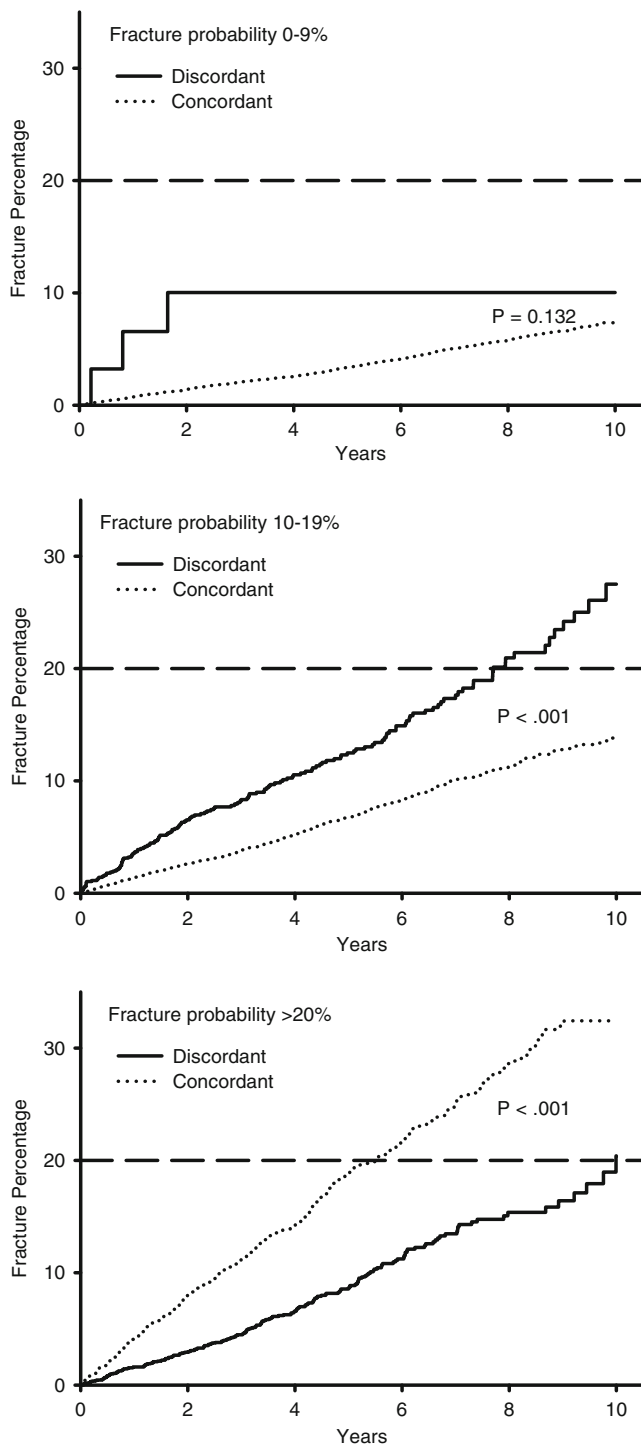 Fracture probability 0-9%
Discordant
Concordant
30
20
10
0
Fracture Percentage
P = 0.132
0 2 4 6 8 10
Years
Fracture probability 10-19%
Discordant
Concordant
30
20
10
0
Fracture Percentage
P < .001
0 2 4 6 8 10
Years
Fracture probability >20%
Discordant
Concordant
30
20
10
0
Fracture Percentage
P < .001
0 2 4 6 8 10
Years